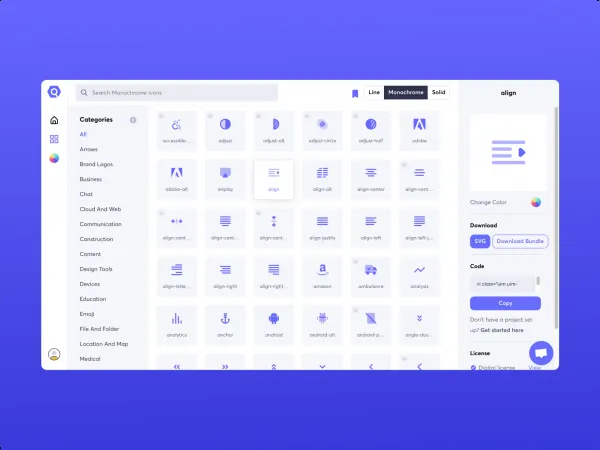 Search Monochrome icons
Line
Monochrome
Solid
align
Categories
All
Arrows
Brand Logos
Business
Chat
Cloud And Web
Communication
Construction
Content
Design Tools
Devices
Education
Emoji
File And Folder
Location and Map
Medical
accessible ...
adjust
adjust-alt
adjust-circle
adjust-half
adobe
adobe-alt
airplay
align
align-alt
align-center
align-cent...
align-cent...
align-cent...
align-cent...
align-justify
align-left
align-left-j...
align-lette...
align-right
align-right...
amazon
ambulance
analysis
analytics
anchor
android
android-alt
android-p...
angle-dou...
Change Color
Download
SVG
Download Bundle
Code
<i class="uim uim-
Copy
Don't have a project set
up? Get started here
License
Digital license
View